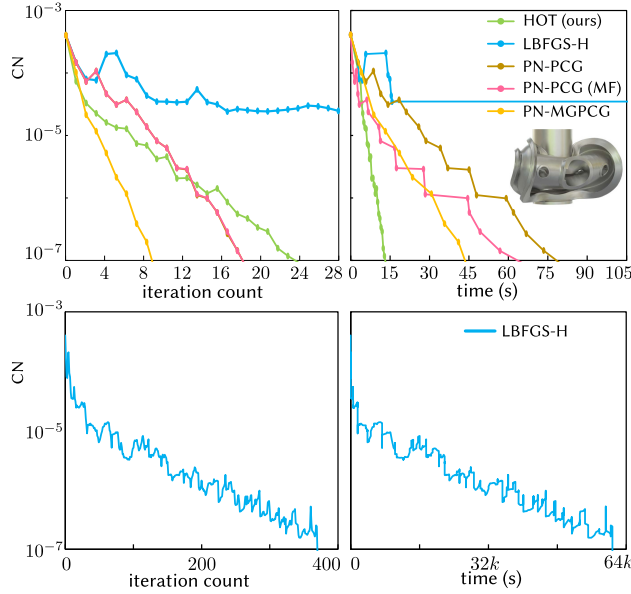 10−3
CN
10−5
10−7
0 4 8 12 16 20 24 28
iteration count
HOT (ours)
LBFGS-H
PN-PCG
PN-PCG (MF)
PN-MGPCG
0 15 30 45 60 75 90 105
time (s)
10−3
CN
10−5
10−7
0 200 400
iteration count
LBFGS-H
0 32k 64k
time (s)